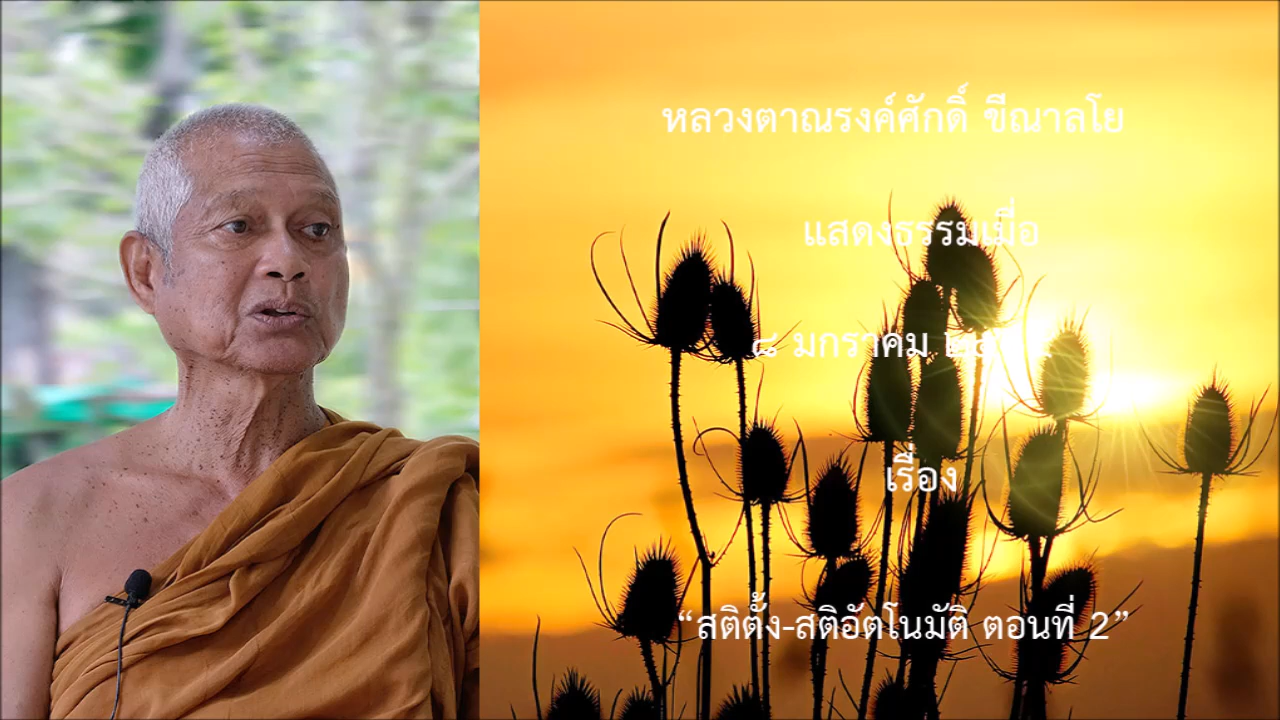 หลวงตาณรงค์ศักดิ์ ขีณาลโย
แสดงธรรมเมื่อ
๘ มกราคม
เรื่อง
“สติตั้ง-สติอัตโนมัติ ตอนที่ 2”